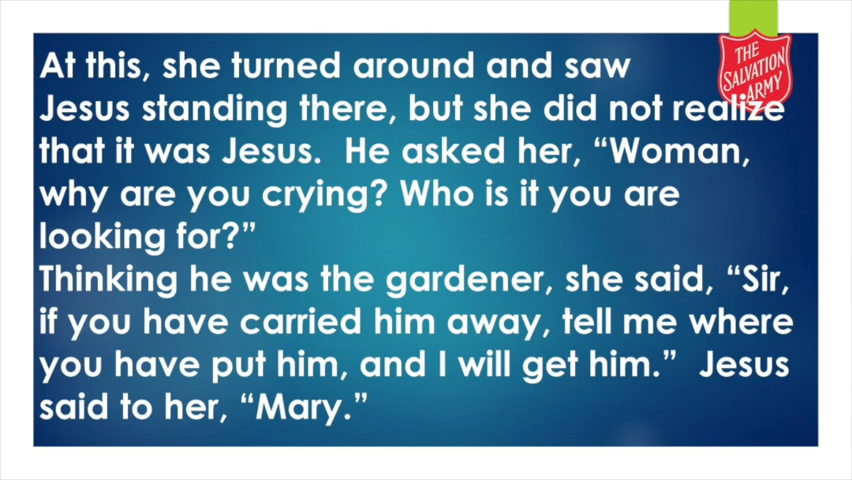 At this, she turned around and saw
Jesus standing there, but she did not realize
that it was Jesus.  He asked her, “Woman,
why are you crying? Who is it you are
looking for?”
Thinking he was the gardener, she said, “Sir,
if you have carried him away, tell me where
you have put him, and I will get him.”  Jesus
said to her, “Mary.”
THE
SALVATION
ARMY